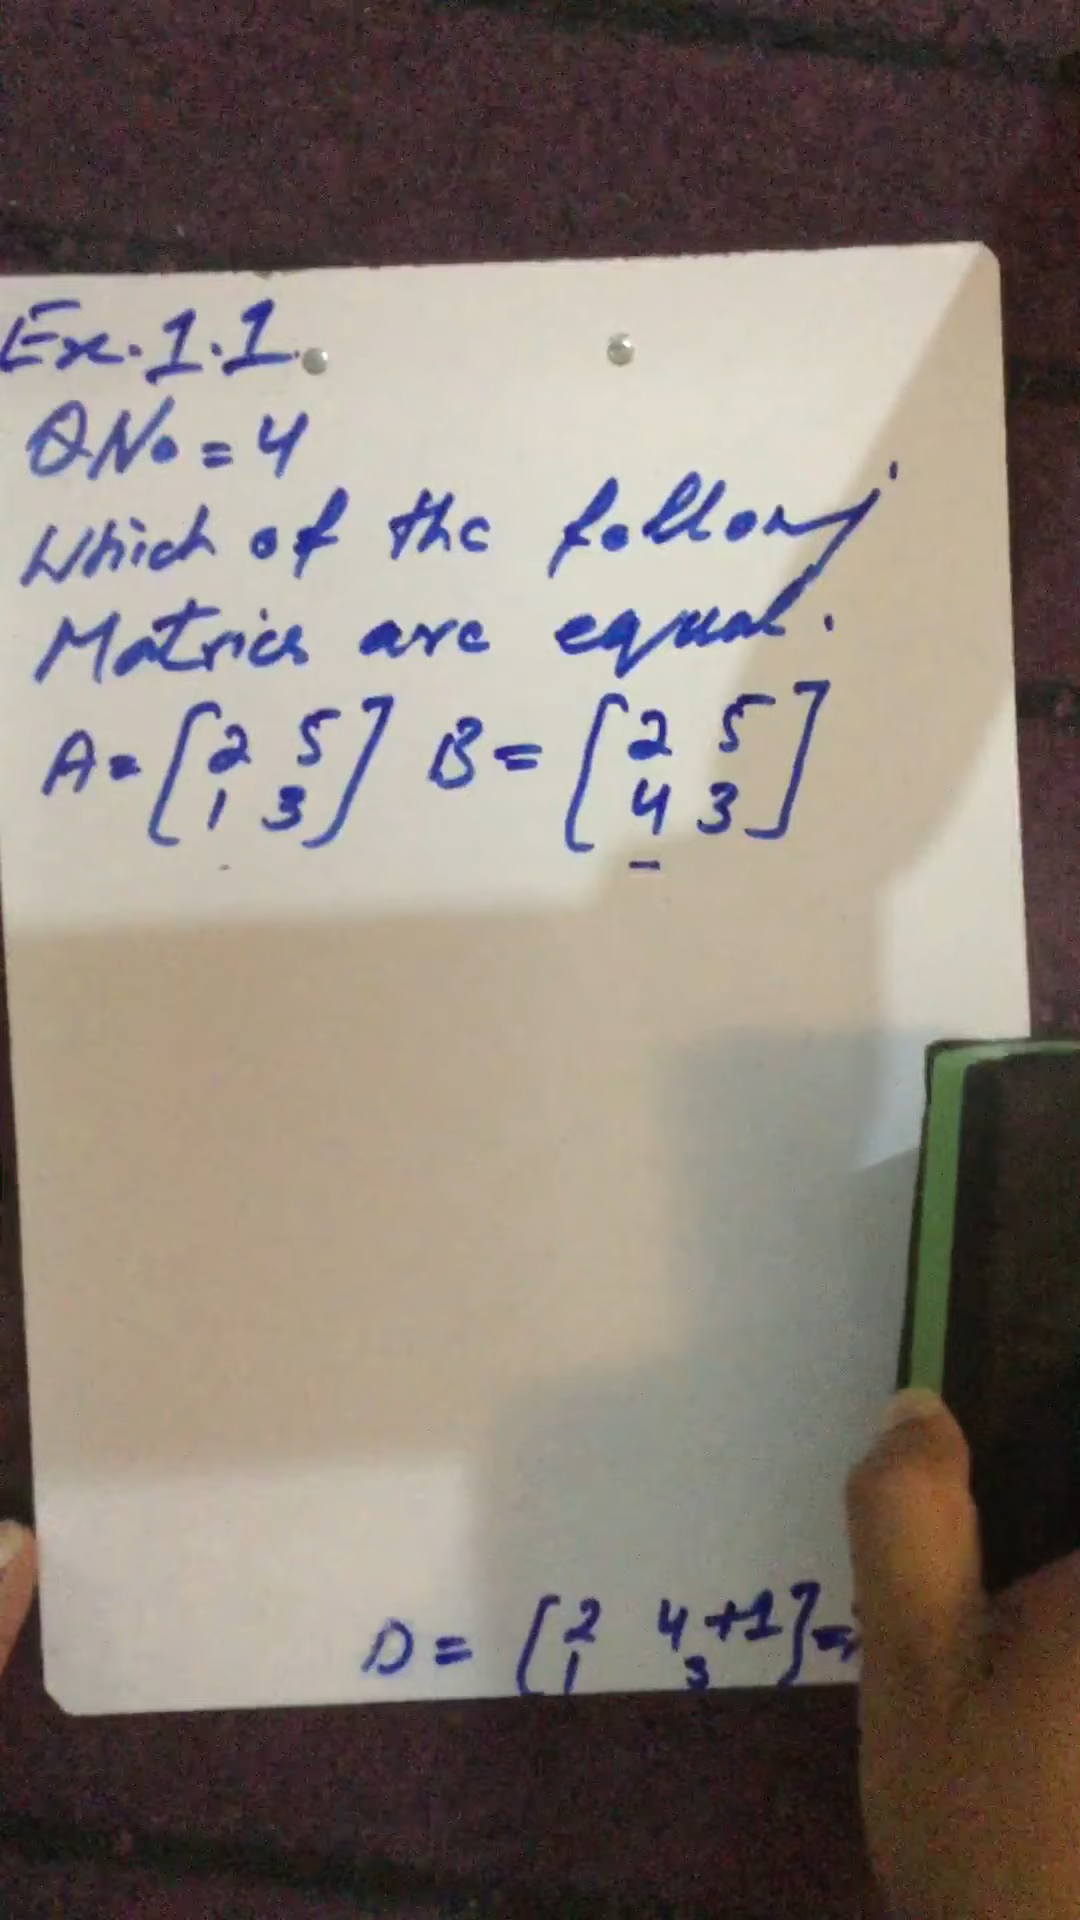 Ex. 1.1.
Q No = 4
Which of the following
Matrics are equal.
A = [2 5 B = [2 5
1 3] 4 3]
D = [2 4+1] =
1 3